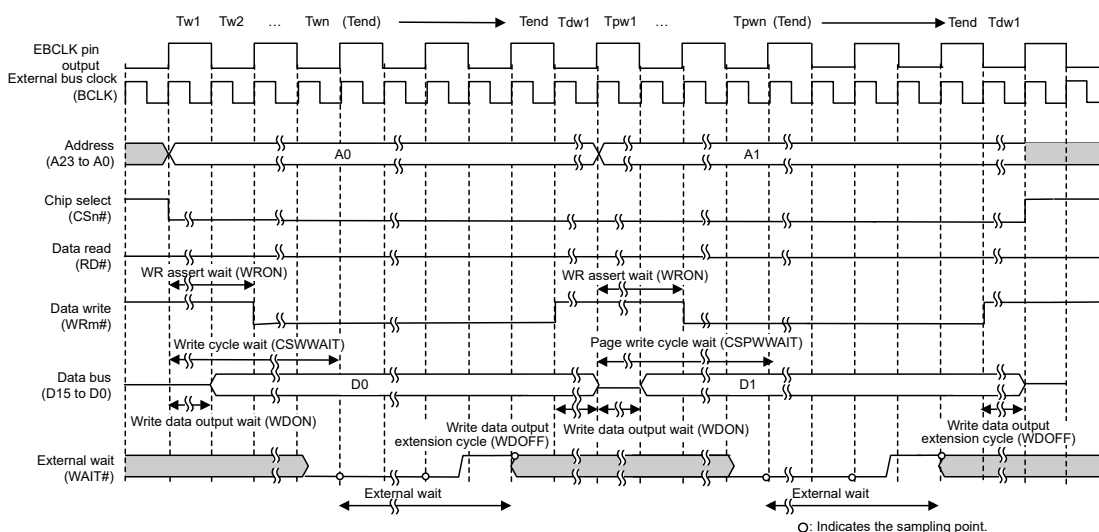 Tw1 Tw2 … Twn (Tend) Tend Tdw1 Tpw1 … Tpwn (Tend) Tend Tdw1
EBCLK pin
output
External bus clock
(BCLK)
Address
(A23 to A0)
A0 A1
Chip select
(CSn#)
Data read
(RD#)
WR assert wait (WRON) WR assert wait (WRON)
Data write
(WRm#)
Write cycle wait (CSWWAIT) Page write cycle wait (CSPWWAIT)
Data bus
(D15 to D0)
D0 D1
Write data output wait (WDON) Write data output wait (WDON)
Write data output
extension cycle (WDOFF)
Write data output
extension cycle (WDOFF)
External wait
(WAIT#)
External wait External wait
: Indicates the sampling point.